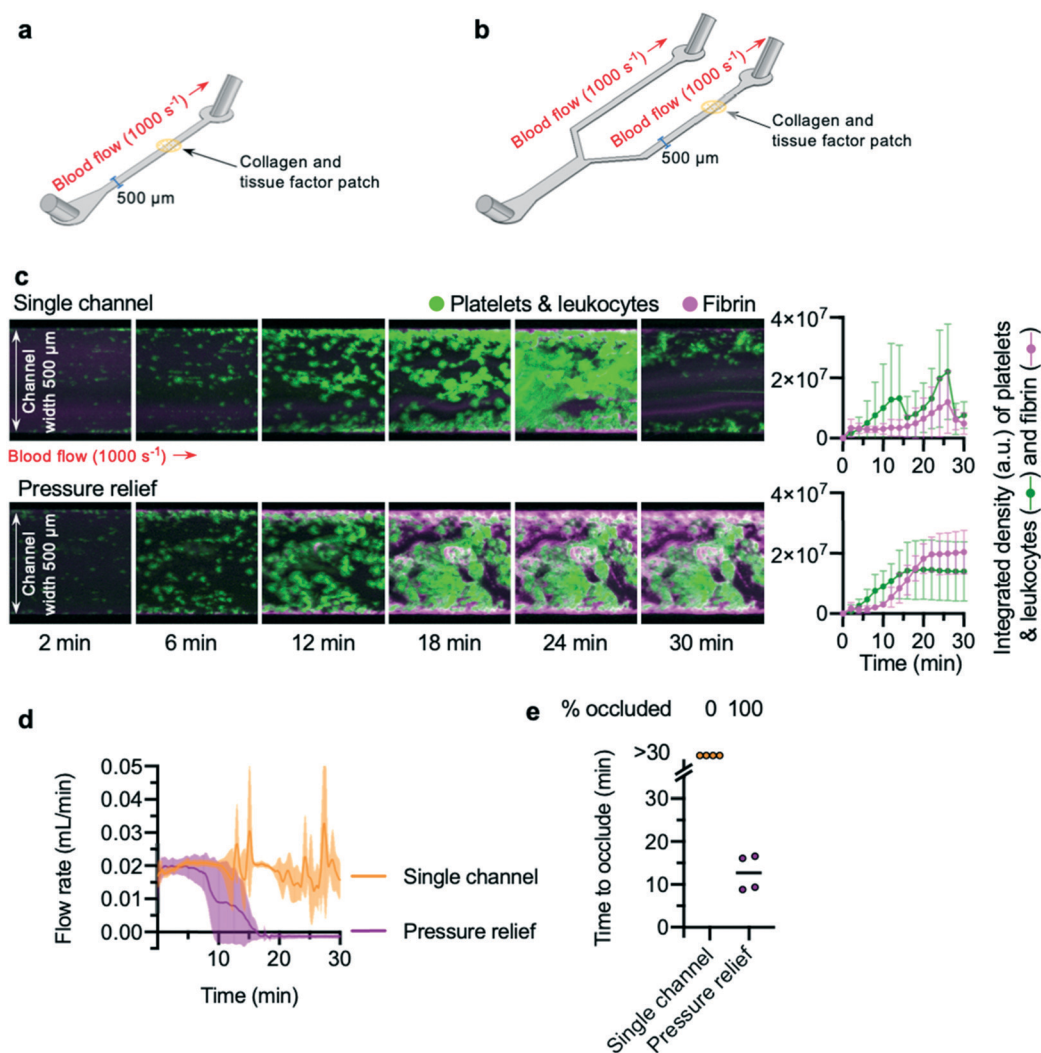 a
Blood flow (1000 s⁻¹) →
500 µm
Collagen and
tissue factor patch
b
Blood flow (1000 s⁻¹) →
Blood flow (1000 s⁻¹) →
500 µm
Collagen and
tissue factor patch
c
Single channel
Platelets & leukocytes
Fibrin
Channel
width 500 µm
Blood flow (1000 s⁻¹) →
Pressure relief
Channel
width 500 µm
2 min
6 min
12 min
18 min
24 min
30 min
4×10⁷
2×10⁷
0
0 10 20 30
4×10⁷
2×10⁷
0
0 10 20 30
Time (min)
Integrated density (a.u.) of platelets
& leukocytes ( ) and fibrin ( )
d
Flow rate (mL/min)
0.05
0.04
0.03
0.02
0.01
0.00
10 20 30
Time (min)
Single channel
Pressure relief
e
% occluded 0 100
Time to occlude (min)
>30
30
20
10
0
Single channel
Pressure relief